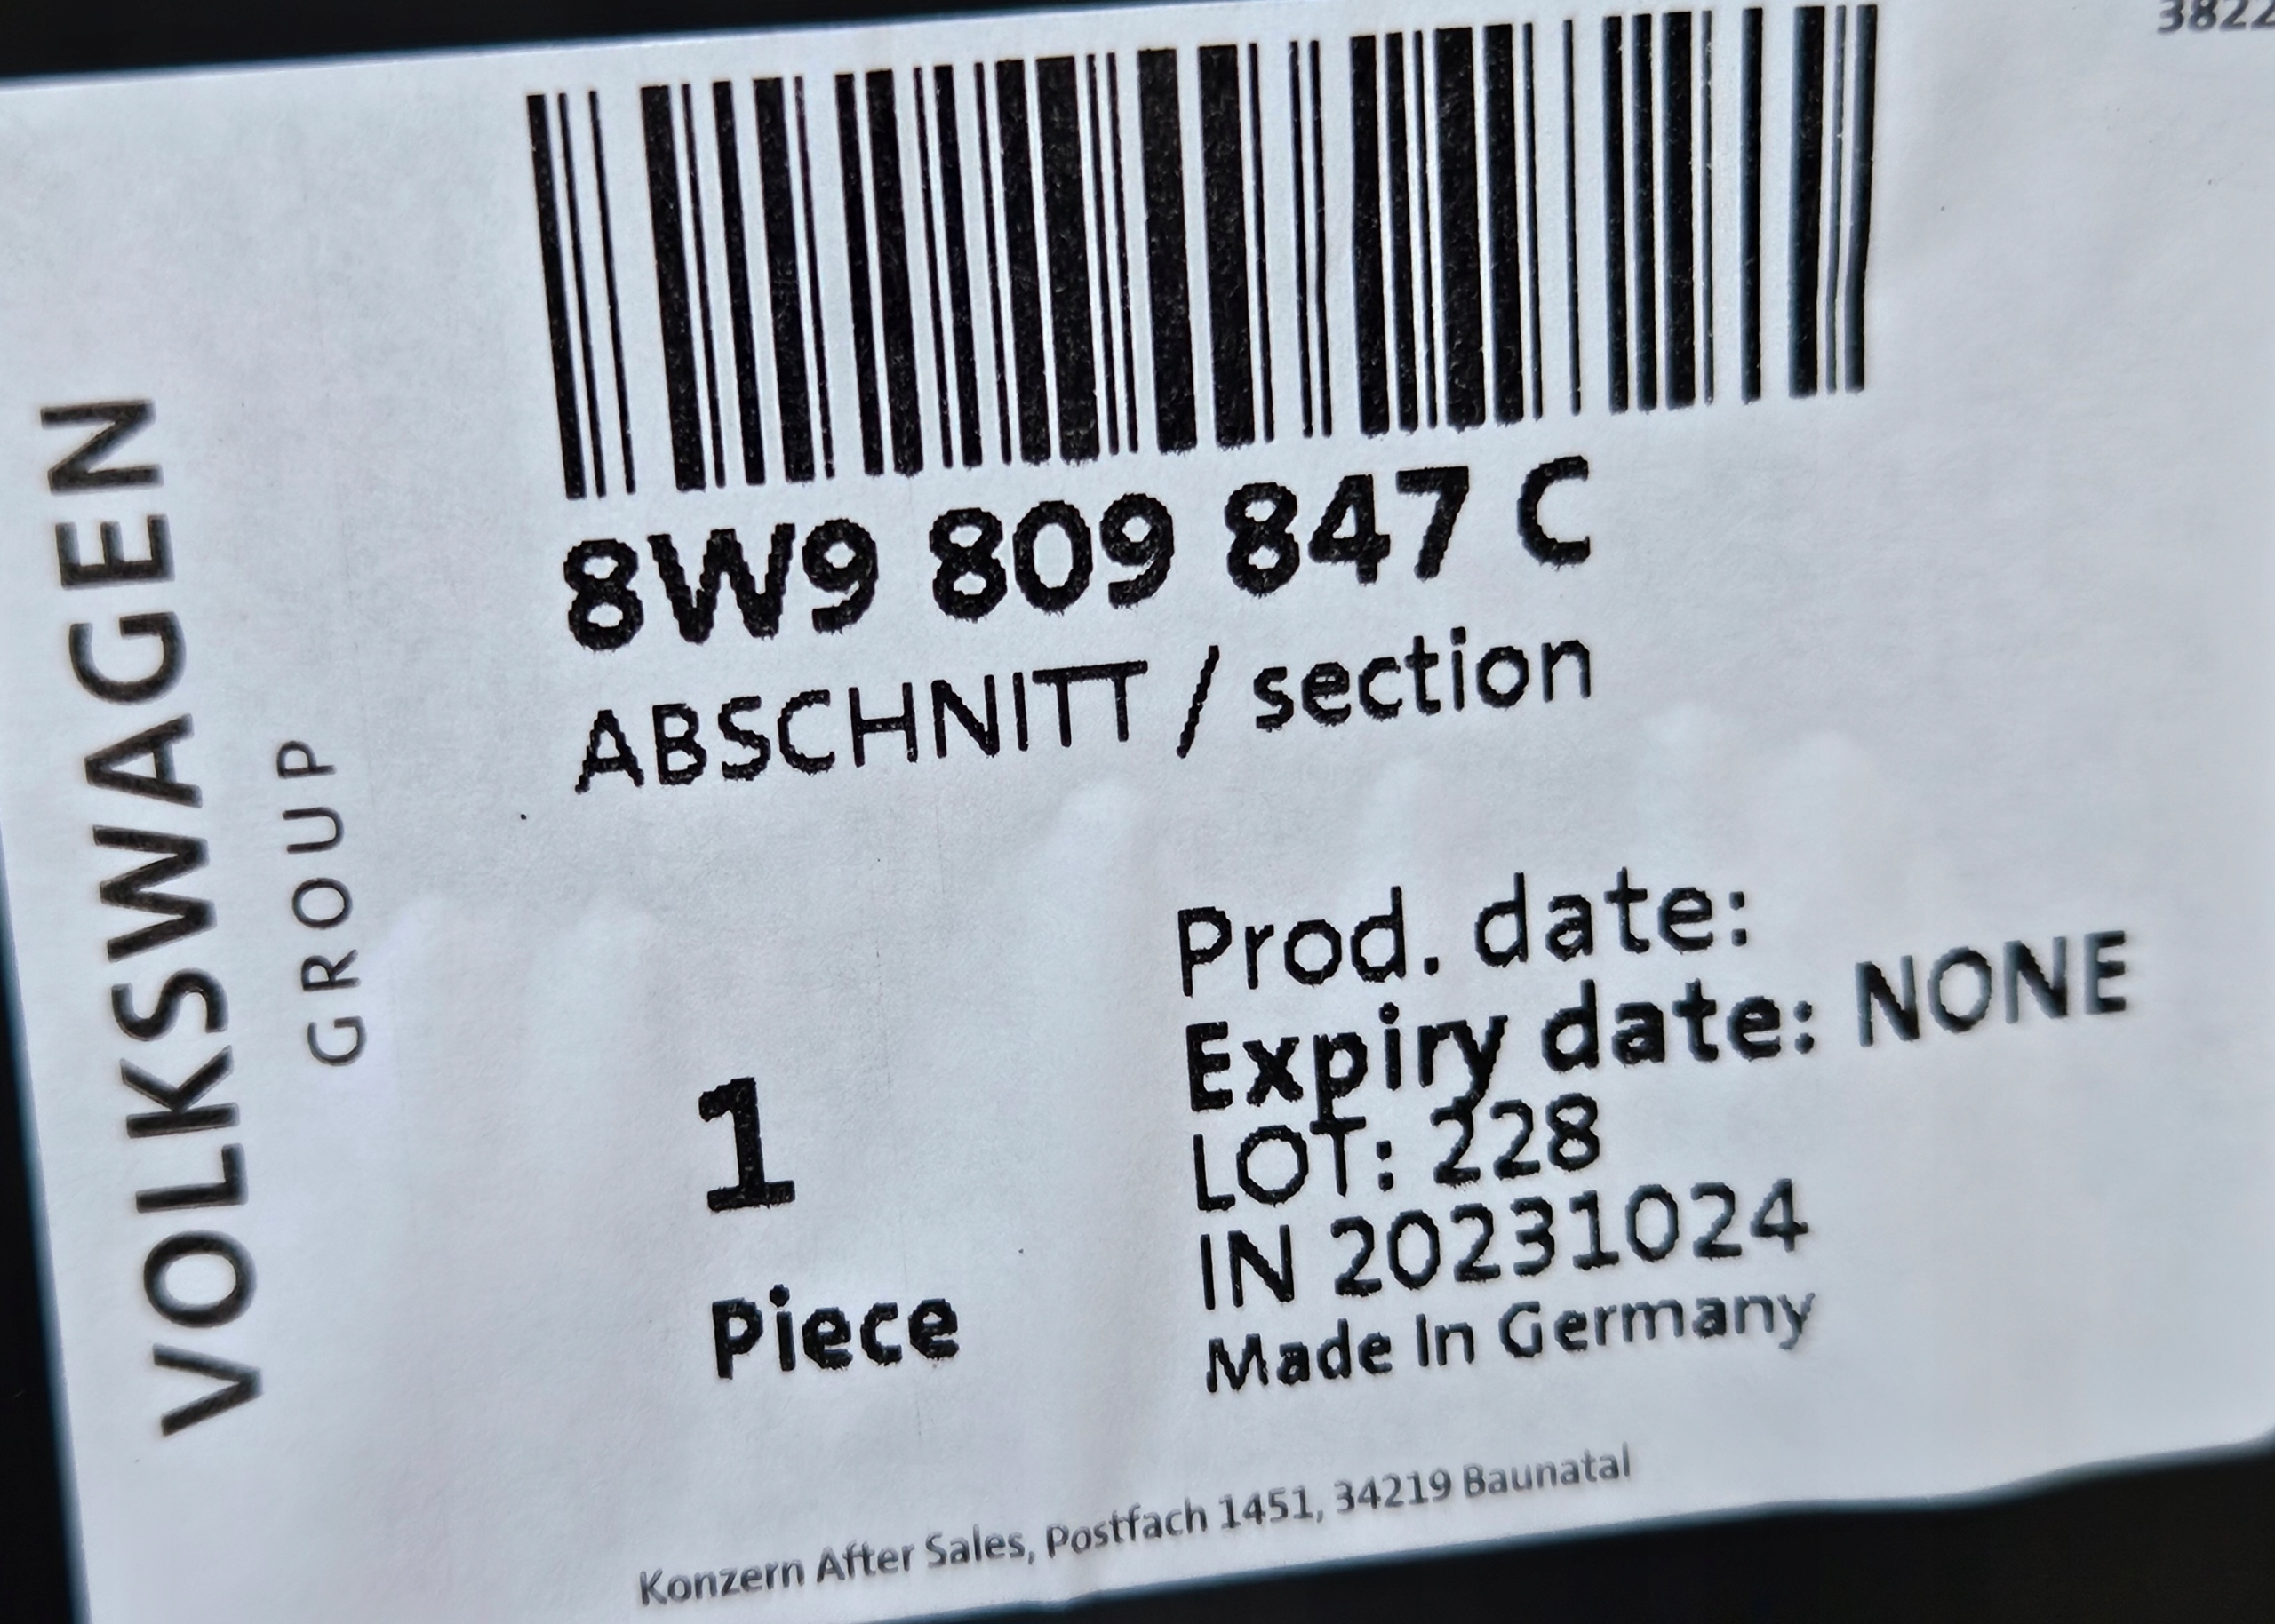 3822
8W9 809 847 C
ABSCHNITT / section
VOLKSWAGEN
GROUP
1
Piece
Prod. date:
Expiry date: NONE
LOT: 228
IN 20231024
Made In Germany
Konzern After Sales, Postfach 1451, 34219 Baunatal